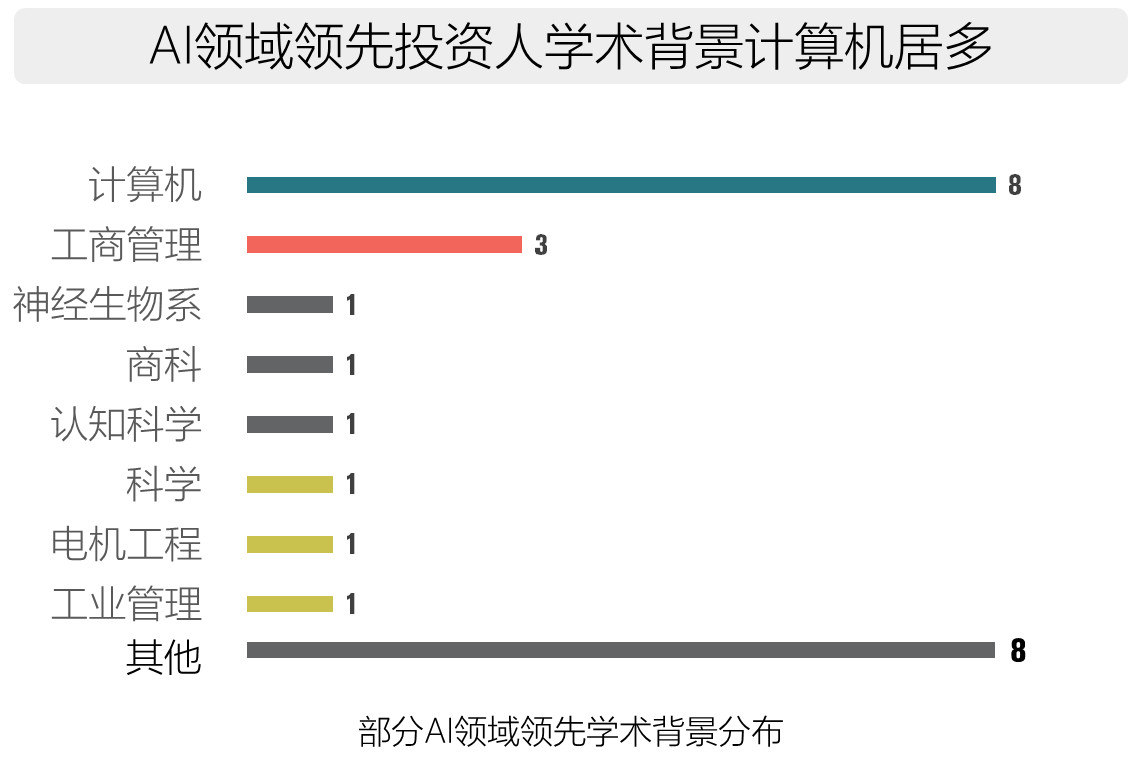 AI领域领先投资人学术背景计算机居多
计算机 8
工商管理 3
神经生物系 1
商科 1
认知科学 1
科学 1
电机工程 1
工业管理 1
其他 8
部分AI领域领先学术背景分布